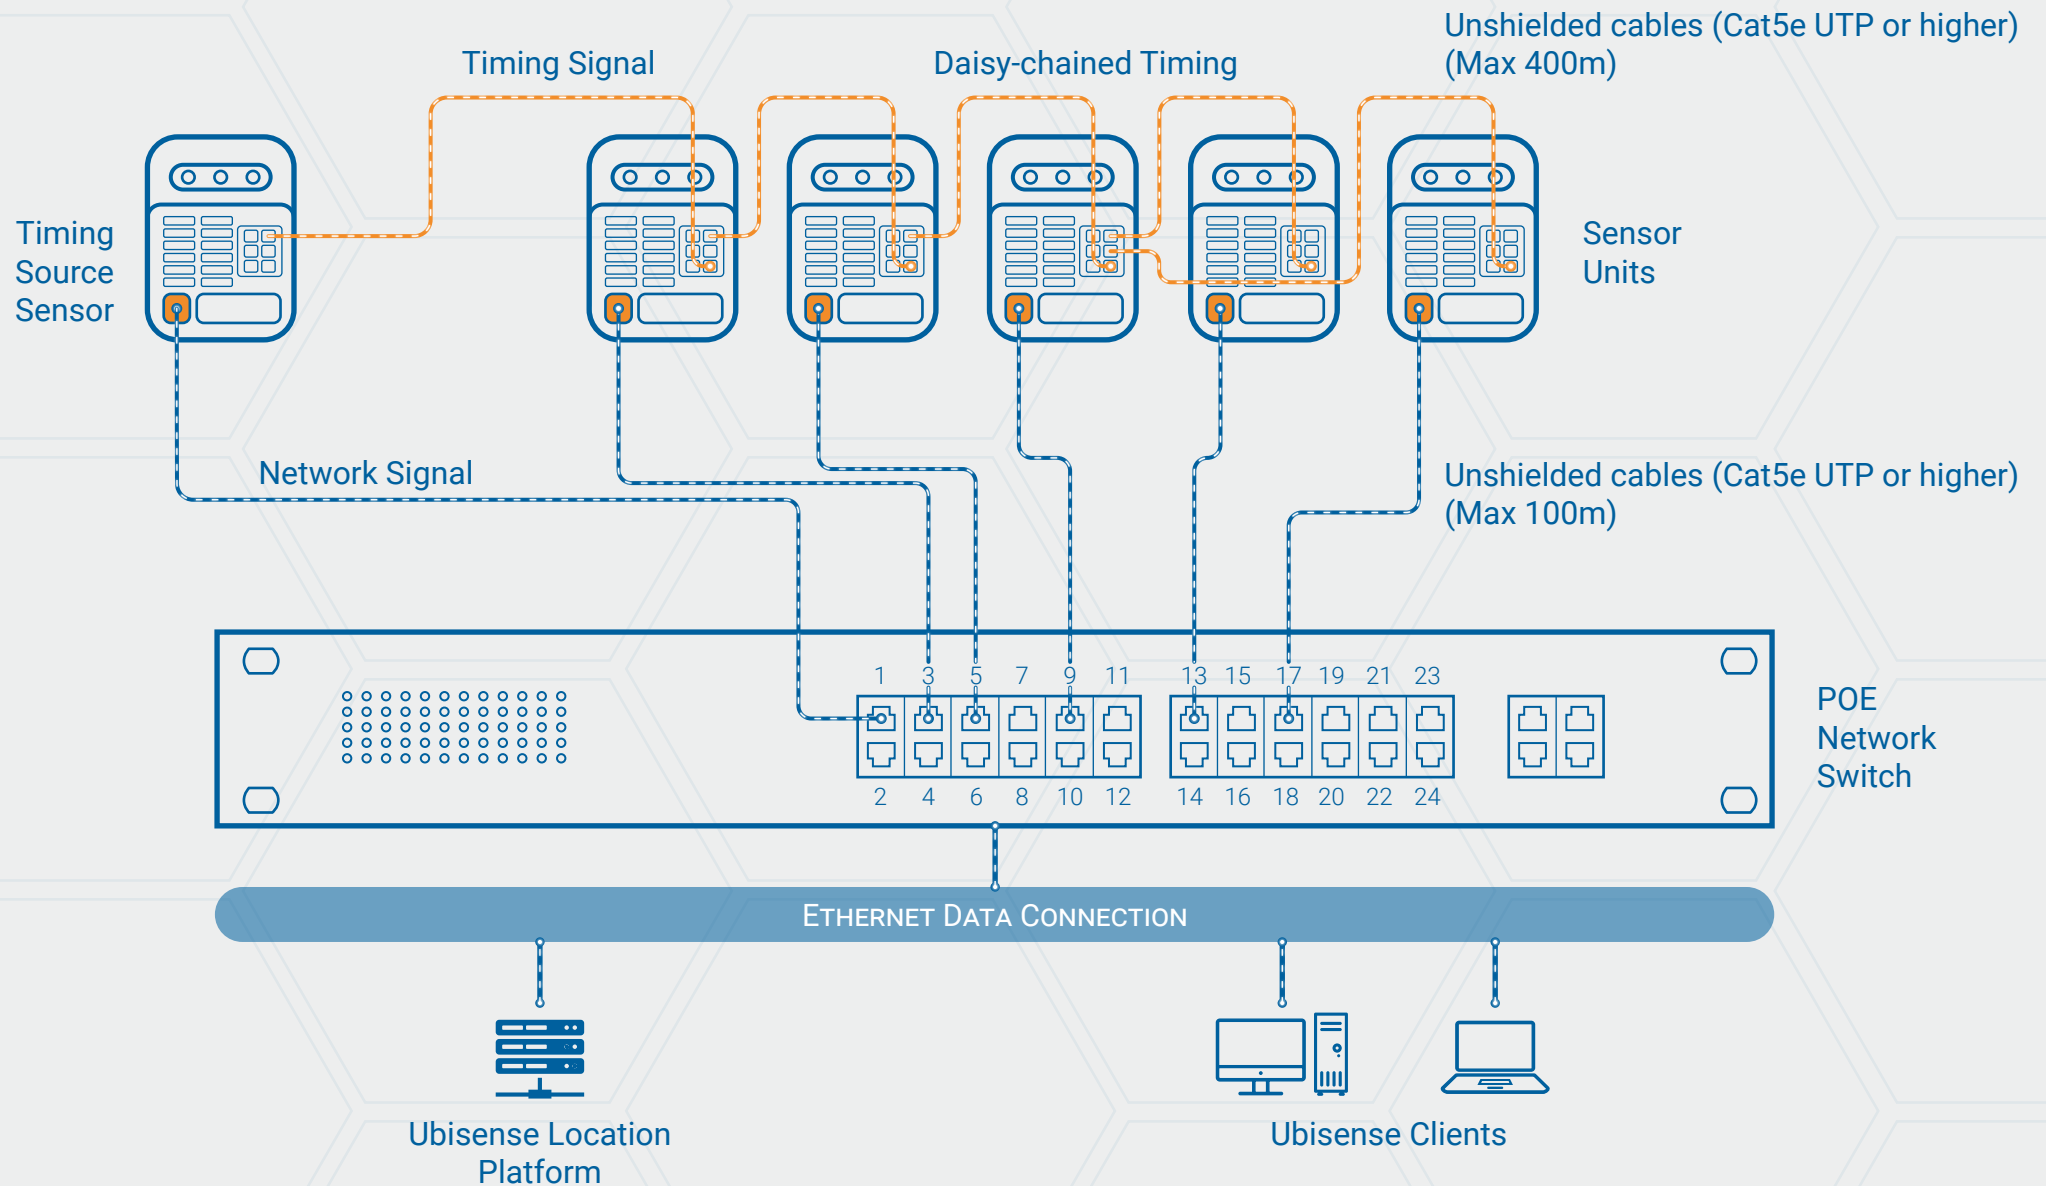 Timing Signal
Daisy-chained Timing
Unshielded cables (Cat5e UTP or higher)
(Max 400m)
Timing
Source
Sensor
Sensor
Units
Network Signal
Unshielded cables (Cat5e UTP or higher)
(Max 100m)
1 3 5 7 9 11 13 15 17 19 21 23
2 4 6 8 10 12 14 16 18 20 22 24
POE
Network
Switch
Ethernet Data Connection
Ubisense Location
Platform
Ubisense Clients